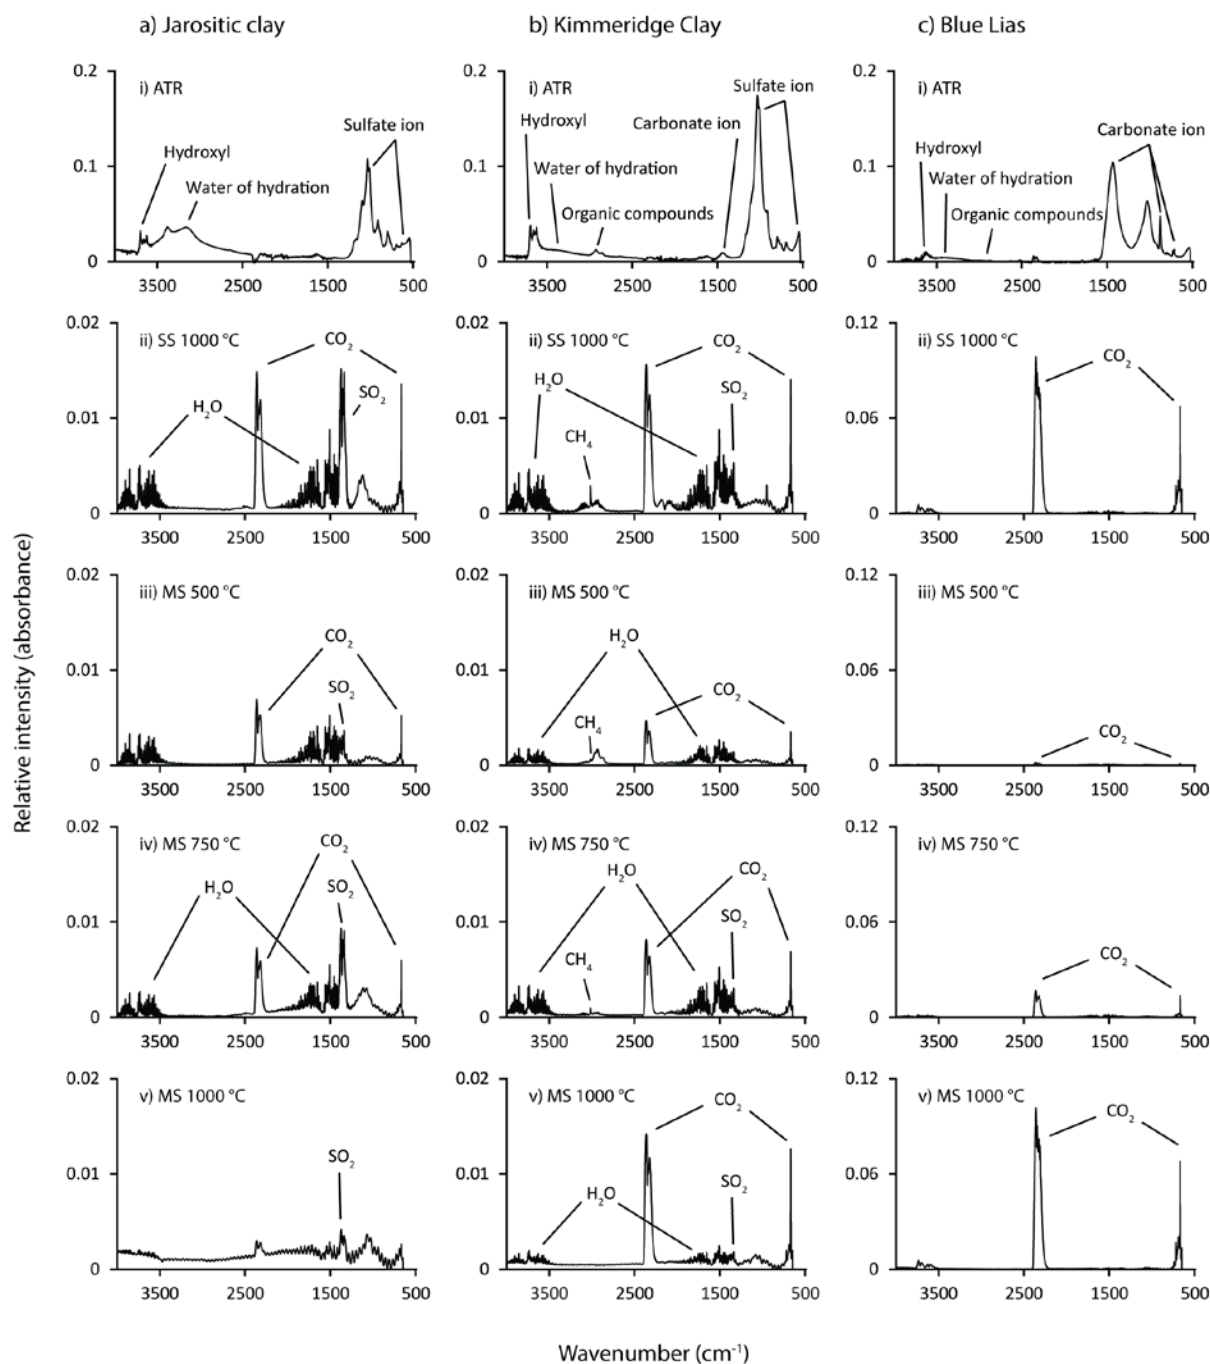 a) Jarositic clay
b) Kimmeridge Clay
c) Blue Lias
0.2
i) ATR
Sulfate ion
Hydroxyl
Water of hydration
0.1
0
3500 2500 1500 500
i) ATR
Sulfate ion
Hydroxyl
Carbonate ion
Water of hydration
Organic compounds
3500 2500 1500 500
0.2
i) ATR
Carbonate ion
Hydroxyl
Water of hydration
Organic compounds
0.1
0
3500 2500 1500 500
0.02
ii) SS 1000 °C
CO2
SO2
H2O
0.01
0
3500 2500 1500 500
0.02
ii) SS 1000 °C
CO2
H2O
SO2
CH4
0.01
0
3500 2500 1500 500
0.12
ii) SS 1000 °C
CO2
0.06
0
3500 2500 1500 500
0.02
iii) MS 500 °C
CO2
SO2
0.01
0
3500 2500 1500 500
0.02
iii) MS 500 °C
H2O
CO2
CH4
0.01
0
3500 2500 1500 500
0.12
iii) MS 500 °C
CO2
0.06
0
3500 2500 1500 500
0.02
iv) MS 750 °C
CO2
H2O
SO2
0.01
0
3500 2500 1500 500
0.02
iv) MS 750 °C
H2O
CO2
SO2
CH4
0.01
0
3500 2500 1500 500
0.12
iv) MS 750 °C
CO2
0.06
0
3500 2500 1500 500
0.02
v) MS 1000 °C
SO2
0.01
0
3500 2500 1500 500
0.02
v) MS 1000 °C
CO2
H2O
SO2
0.01
0
3500 2500 1500 500
0.12
v) MS 1000 °C
CO2
0.06
0
3500 2500 1500 500
Relative intensity (absorbance)
Wavenumber (cm-1)